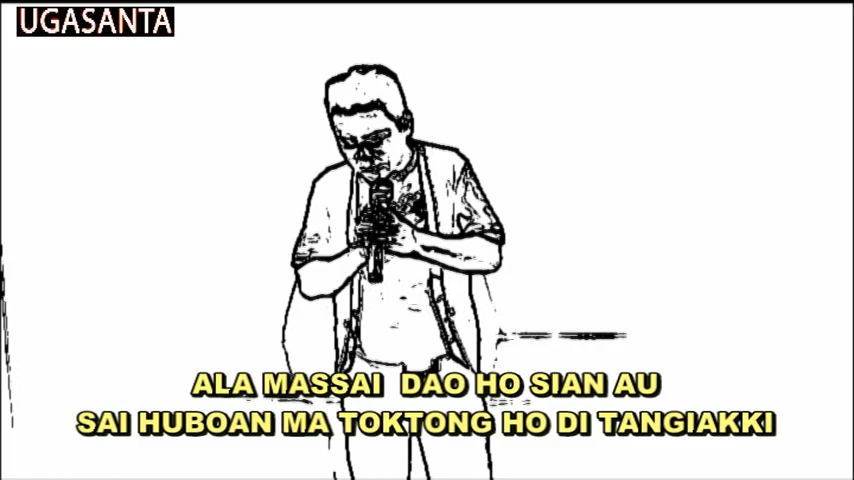 UGASANTA
ALA MASSAI DAO HO SIAN AU
SAI HUBOAN MA TOKTONG HO DI TANGIAKKI